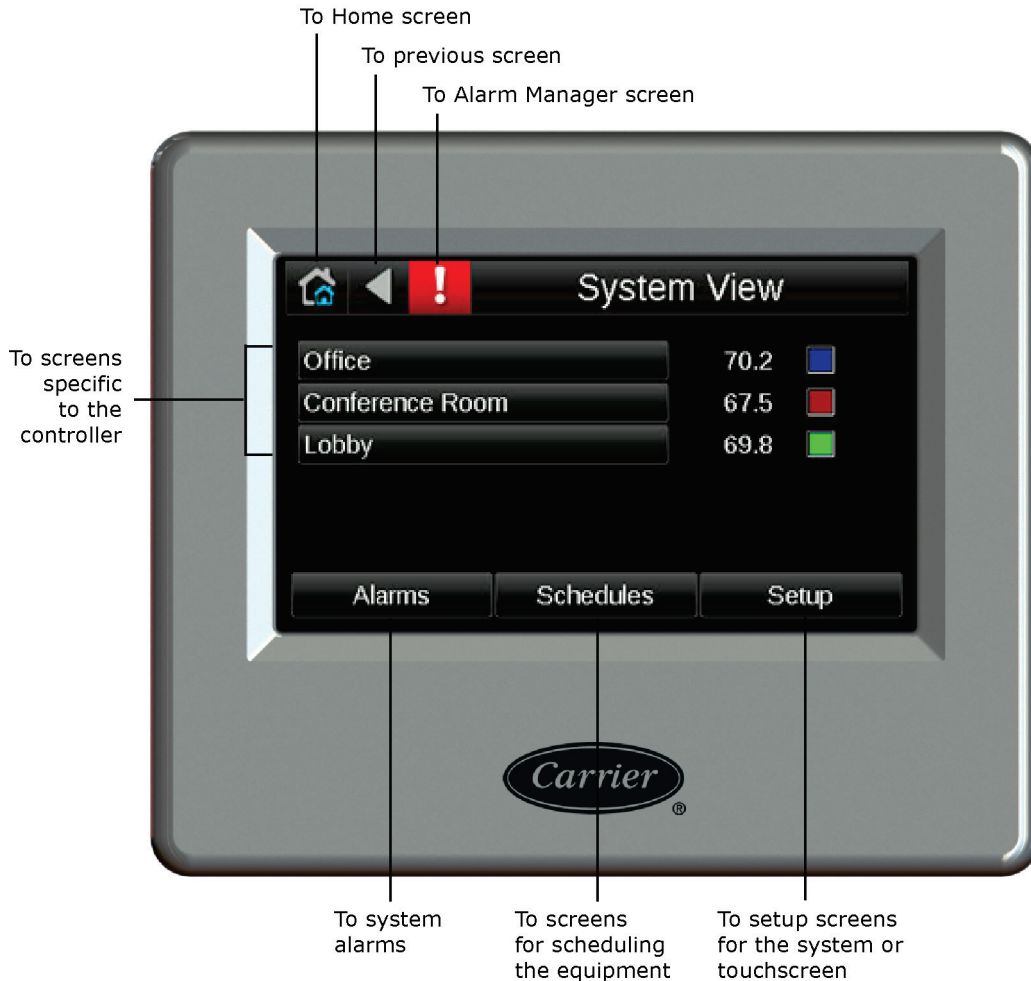 To Home screen
To previous screen
To Alarm Manager screen
! System View
To screens
specific
to the
controller
Office 70.2
Conference Room 67.5
Lobby 69.8
Alarms Schedules Setup
Carrier
®
To system
alarms
To screens
for scheduling
the equipment
To setup screens
for the system or
touchscreen